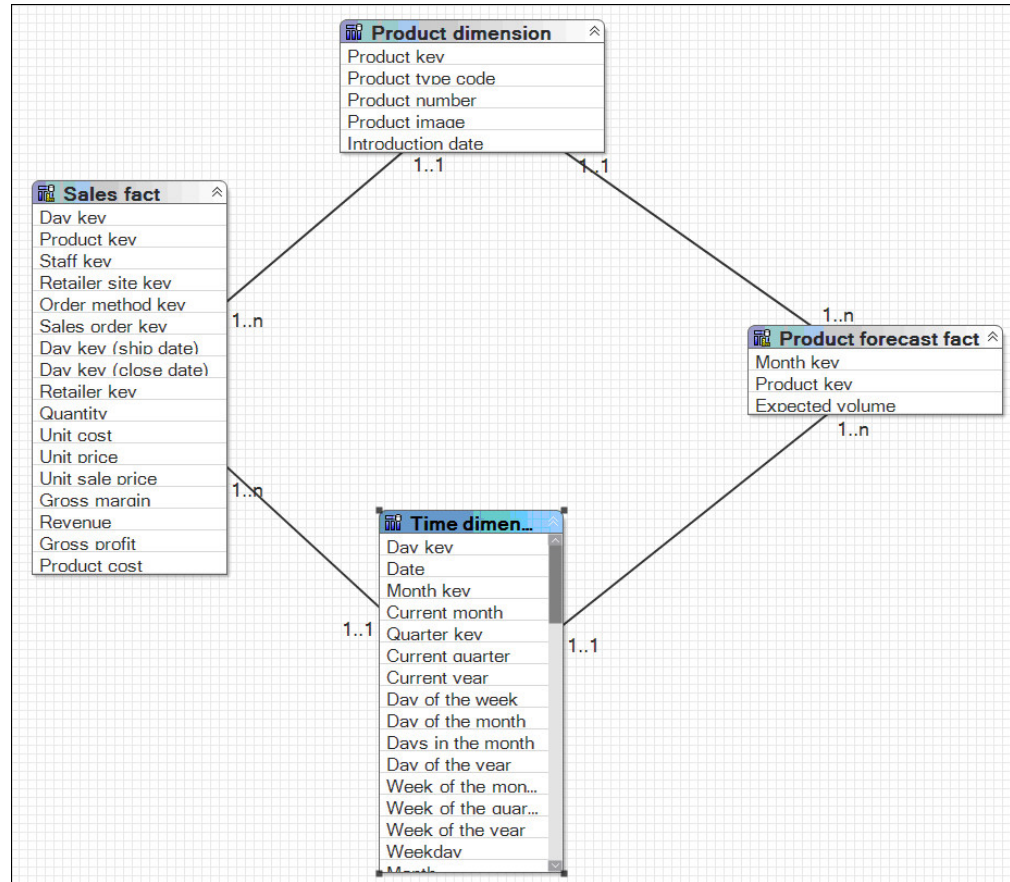 Product dimension
Product key
Product type code
Product number
Product image
Introduction date
1..1
1..1
Sales fact
Day key
Product key
Staff key
Retailer site key
Order method key
Sales order key
Day key (ship date)
Day key (close date)
Retailer key
Quantity
Unit cost
Unit price
Unit sale price
Gross margin
Revenue
Gross profit
Product cost
1..n
1..n
1..n
Product forecast fact
Month key
Product key
Expected volume
1..n
Time dimen...
Day key
Date
Month key
Current month
Quarter key
Current quarter
Current year
Day of the week
Day of the month
Days in the month
Day of the year
Week of the mon...
Week of the quar...
Week of the year
Weekday
Month
1..1
1..1